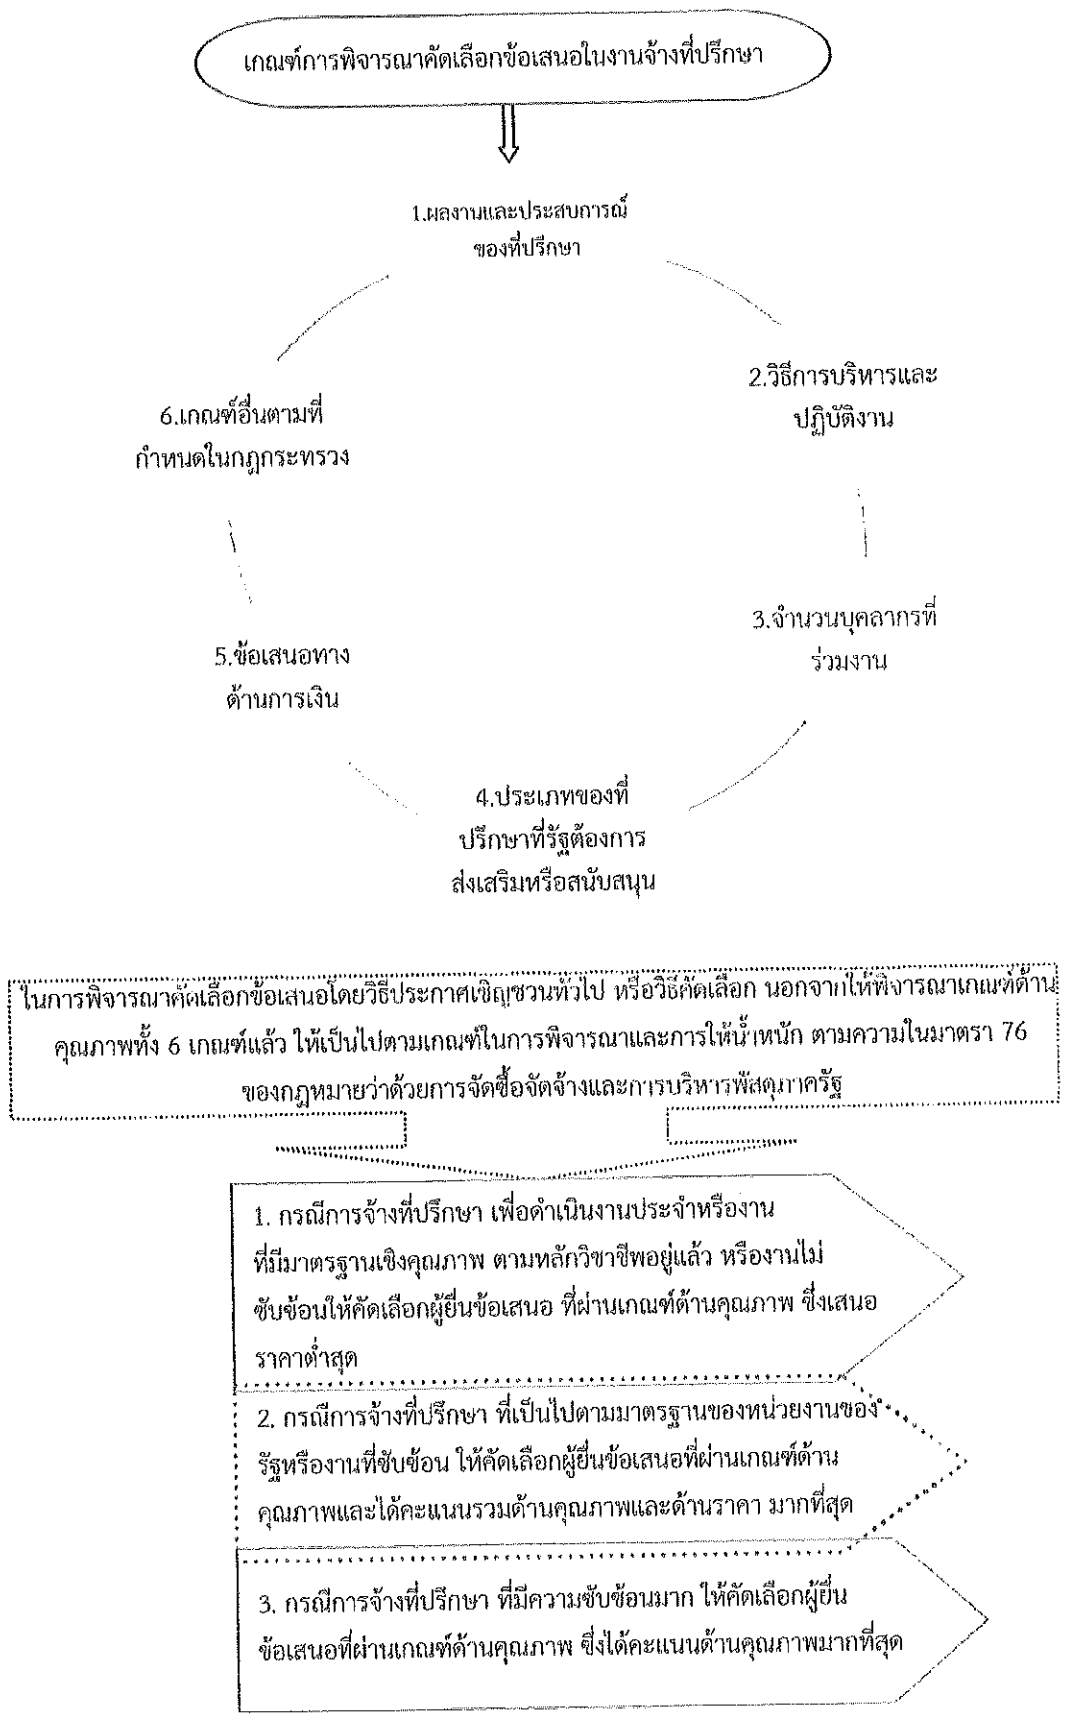 เกณฑ์การพิจารณาคัดเลือกข้อเสนอในงานจ้างที่ปรึกษา
1.ผลงานและประสบการณ์
ของที่ปรึกษา
2.วิธีการบริหารและ
ปฏิบัติงาน
3.จำนวนบุคลากรที่
ร่วมงาน
4.ประเภทของที่
ปรึกษาที่รัฐต้องการ
ส่งเสริมหรือสนับสนุน
5.ข้อเสนอทาง
ด้านการเงิน
6.เกณฑ์อื่นตามที่
กำหนดในกฎกระทรวง
ในการพิจารณาคัดเลือกข้อเสนอโดยวิธีประกาศเชิญชวนทั่วไป หรือวิธีคัดเลือก นอกจากให้พิจารณาเกณฑ์ด้าน
คุณภาพทั้ง 6 เกณฑ์แล้ว ให้เป็นไปตามเกณฑ์ในการพิจารณาและการให้น้ำหนัก ตามความในมาตรา 76
ของกฎหมายว่าด้วยการจัดซื้อจัดจ้างและการบริหารพัสดุภาครัฐ
1. กรณีการจ้างที่ปรึกษา เพื่อดำเนินงานประจำหรืองาน
ที่มีมาตรฐานเชิงคุณภาพ ตามหลักวิชาชีพอยู่แล้ว หรืองานไม่
ซับซ้อนให้คัดเลือกผู้ยื่นข้อเสนอ ที่ผ่านเกณฑ์ด้านคุณภาพ ซึ่งเสนอ
ราคาต่ำสุด
2. กรณีการจ้างที่ปรึกษา ที่เป็นไปตามมาตรฐานของหน่วยงานของ
รัฐหรืองานที่ซับซ้อน ให้คัดเลือกผู้ยื่นข้อเสนอที่ผ่านเกณฑ์ด้าน
คุณภาพและได้คะแนนรวมด้านคุณภาพและด้านราคา มากที่สุด
3. กรณีการจ้างที่ปรึกษา ที่มีความซับซ้อนมาก ให้คัดเลือกผู้ยื่น
ข้อเสนอที่ผ่านเกณฑ์ด้านคุณภาพ ซึ่งได้คะแนนด้านคุณภาพมากที่สุด